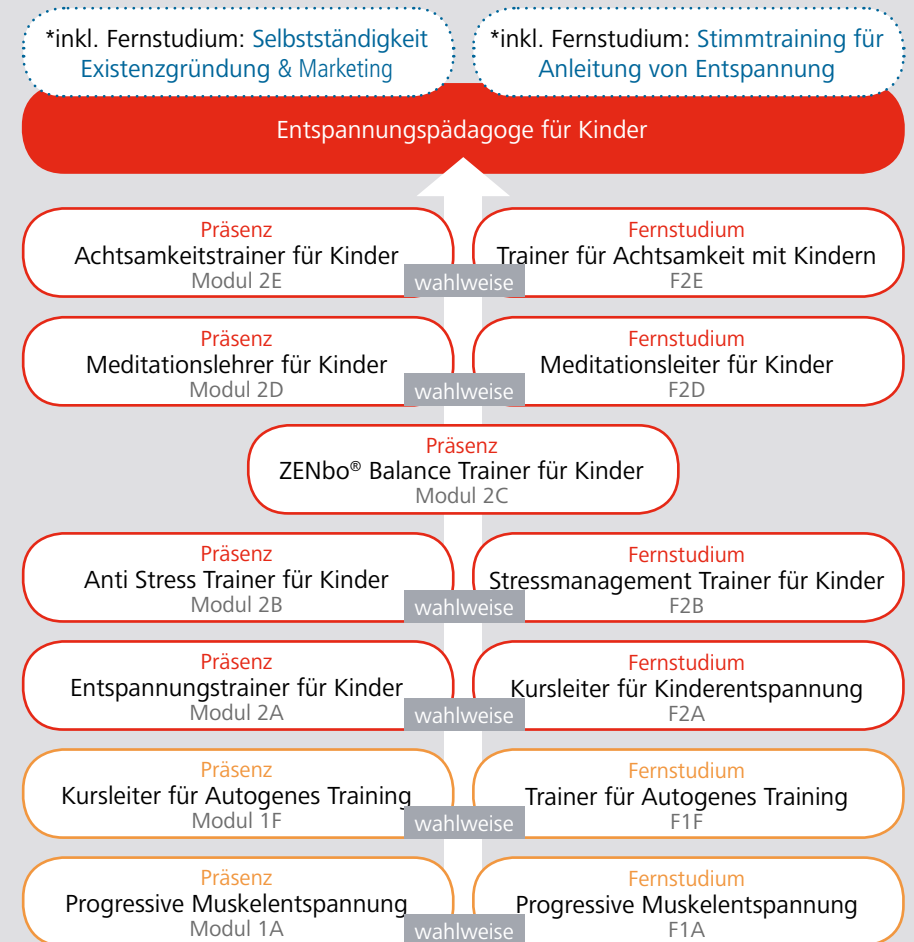 *inkl. Fernstudium: Selbstständigkeit
Existenzgründung & Marketing
*inkl. Fernstudium: Stimmtraining für
Anleitung von Entspannung
Entspannungspädagoge für Kinder
Präsenz
Achtsamkeitstrainer für Kinder
Modul 2E
wahlweise
Fernstudium
Trainer für Achtsamkeit mit Kindern
F2E
Präsenz
Meditationslehrer für Kinder
Modul 2D
wahlweise
Fernstudium
Meditationsleiter für Kinder
F2D
Präsenz
ZENbo® Balance Trainer für Kinder
Modul 2C
Präsenz
Anti Stress Trainer für Kinder
Modul 2B
wahlweise
Fernstudium
Stressmanagement Trainer für Kinder
F2B
Präsenz
Entspannungstrainer für Kinder
Modul 2A
wahlweise
Fernstudium
Kursleiter für Kinderentspannung
F2A
Präsenz
Kursleiter für Autogenes Training
Modul 1F
wahlweise
Fernstudium
Trainer für Autogenes Training
F1F
Präsenz
Progressive Muskelentspannung
Modul 1A
wahlweise
Fernstudium
Progressive Muskelentspannung
F1A